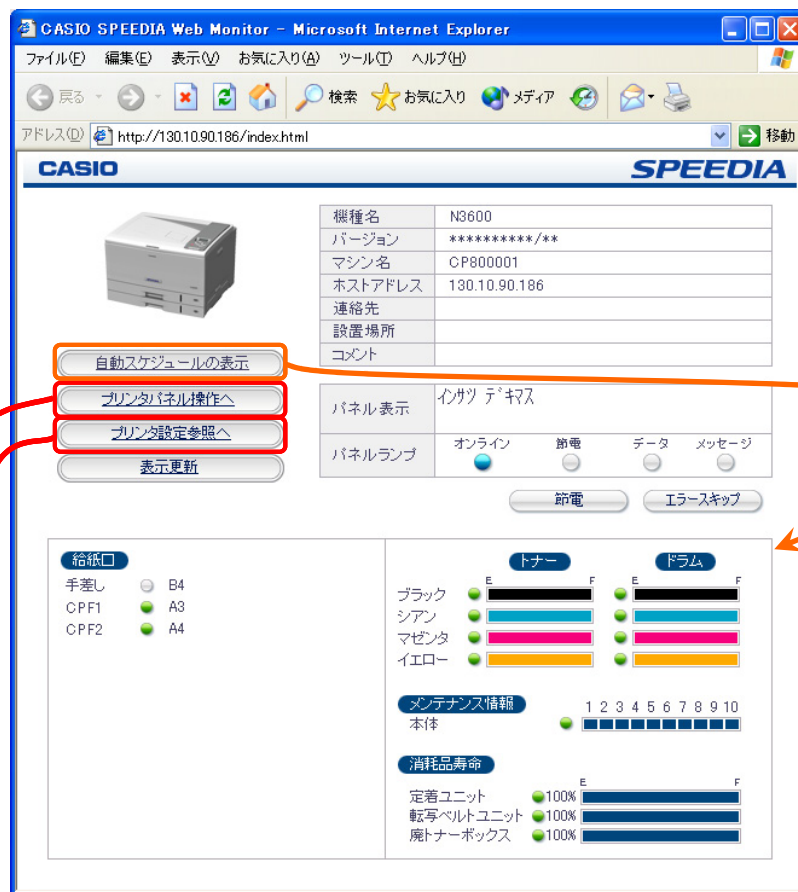 CASIO SPEEDIA Web Monitor - Microsoft Internet Explorer
ファイル(F) 編集(E) 表示(V) お気に入り(A) ツール(T) ヘルプ(H)
戻る 検索 お気に入り メディア
アドレス(D) http://130.10.90.186/index.html 移動
CASIO SPEEDIA
機種名 N3600
バージョン **********/**
マシン名 CP800001
ホストアドレス 130.10.90.186
連絡先
設置場所
コメント
自動スケジュールの表示
プリンタパネル操作へ
プリンタ設定参照へ
表示更新
パネル表示 インサツ デキマス
パネルランプ オンライン 節電 データ メッセージ
節電 エラースキップ
給紙口
手差し B4
CPF1 A3
CPF2 A4
トナー ドラム
E F E F
ブラック
シアン
マゼンタ
イエロー
メンテナンス情報 1 2 3 4 5 6 7 8 9 10
本体
消耗品寿命
E F
定着ユニット 100%
転写ベルトユニット 100%
廃トナーボックス 100%